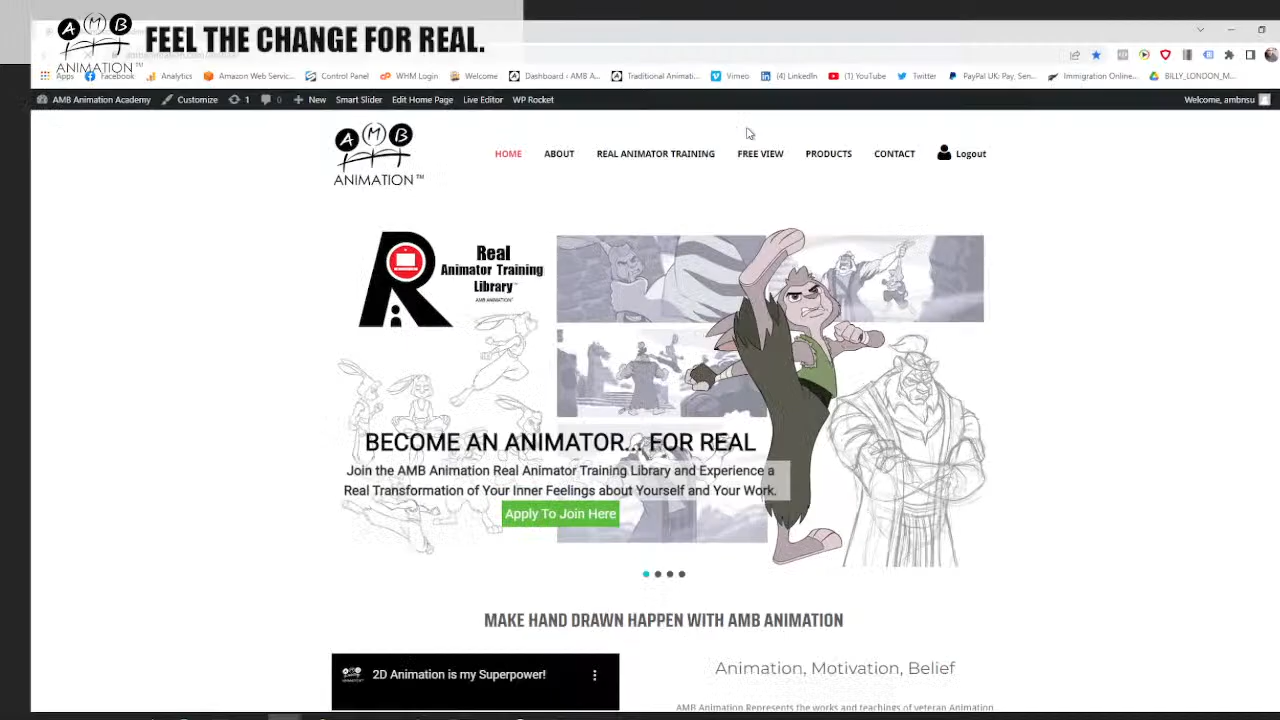 A M B
ANIMATION™
FEEL THE CHANGE FOR REAL.
Apps Facebook Analytics Amazon Web Servic... Control Panel WHM Login Welcome Dashboard ‹ AMB A... Traditional Animati... Vimeo (4) LinkedIn (1) YouTube Twitter PayPal UK: Pay, Sen... Immigration Online... BILLY_LONDON_M...
AMB Animation Academy Customize 1 0 New Smart Slider Edit Home Page Live Editor WP Rocket Welcome, ambnsu
A M B
ANIMATION™
HOME ABOUT REAL ANIMATOR TRAINING FREE VIEW PRODUCTS CONTACT Logout
R
Real
Animator Training
Library™
AMB ANIMATION™
BECOME AN ANIMATOR... FOR REAL
Join the AMB Animation Real Animator Training Library and Experience a
Real Transformation of Your Inner Feelings about Yourself and Your Work.
Apply To Join Here
MAKE HAND DRAWN HAPPEN WITH AMB ANIMATION
2D Animation is my Superpower!
Animation, Motivation, Belief
AMB Animation Represents the works and teachings of veteran Animation